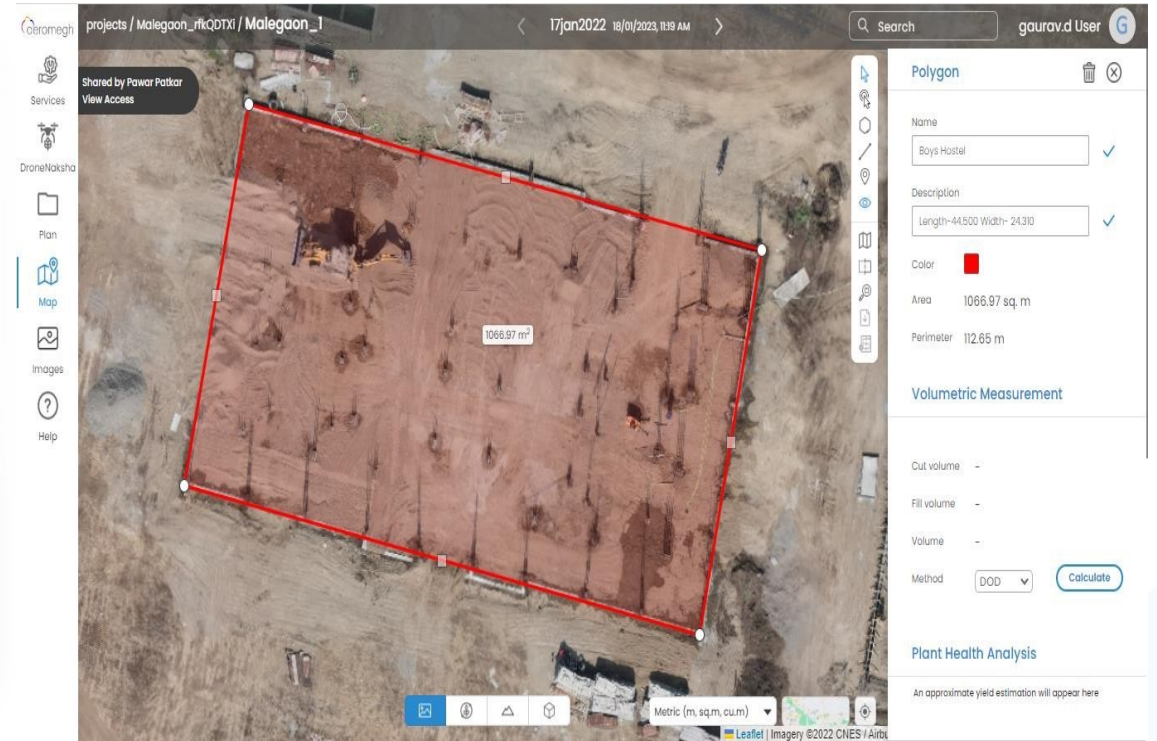 aeromegh
projects / Malegaon_rfkQDTXi / Malegaon_1
17jan2022 18/01/2023, 11:19 AM
Search
gaurav.d User
G
Shared by Pawar Patkar
View Access
Services
DroneNaksha
Plan
Map
Images
Help
1066.97 m²
Polygon
Name
Boys Hostel
Description
Length-44.500 Width- 24.310
Color
Area 1066.97 sq. m
Perimeter 112.65 m
Volumetric Measurement
Cut volume -
Fill volume -
Volume -
Method DOD Calculate
Plant Health Analysis
An approximate yield estimation will appear here
Metric (m, sq.m, cu.m)
Leaflet | Imagery ©2022 CNES / Airbu